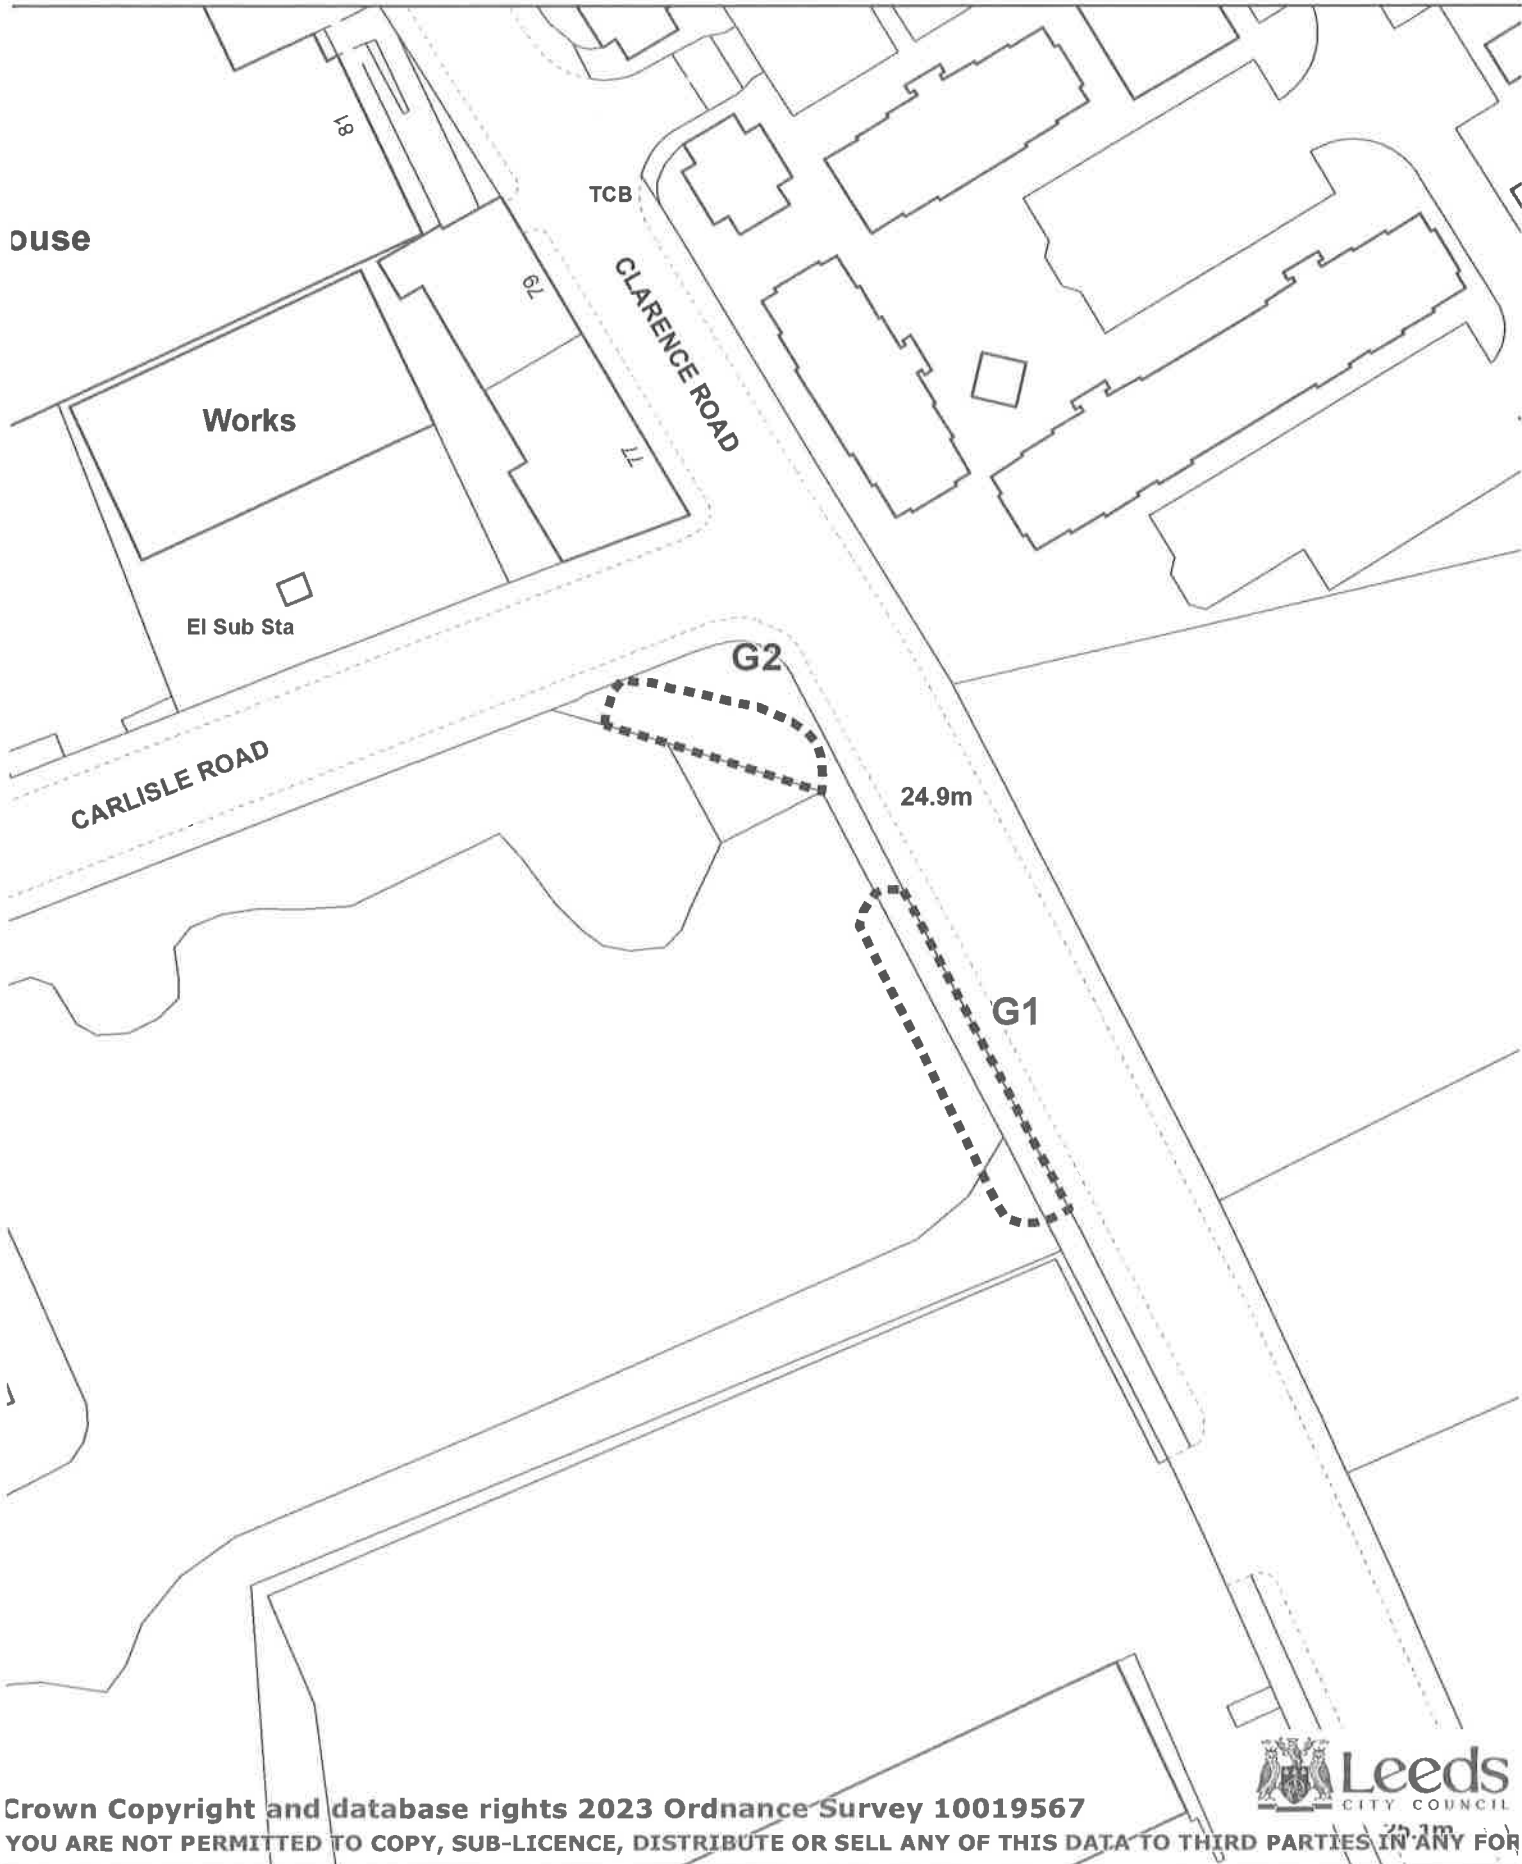 81
TCB
ouse
79
CLARENCE ROAD
Works
77
El Sub Sta
G2
CARLISLE ROAD
24.9m
G1
Leeds
CITY COUNCIL
Crown Copyright and database rights 2023 Ordnance Survey 10019567
YOU ARE NOT PERMITTED TO COPY, SUB-LICENCE, DISTRIBUTE OR SELL ANY OF THIS DATA TO THIRD PARTIES IN ANY FOR